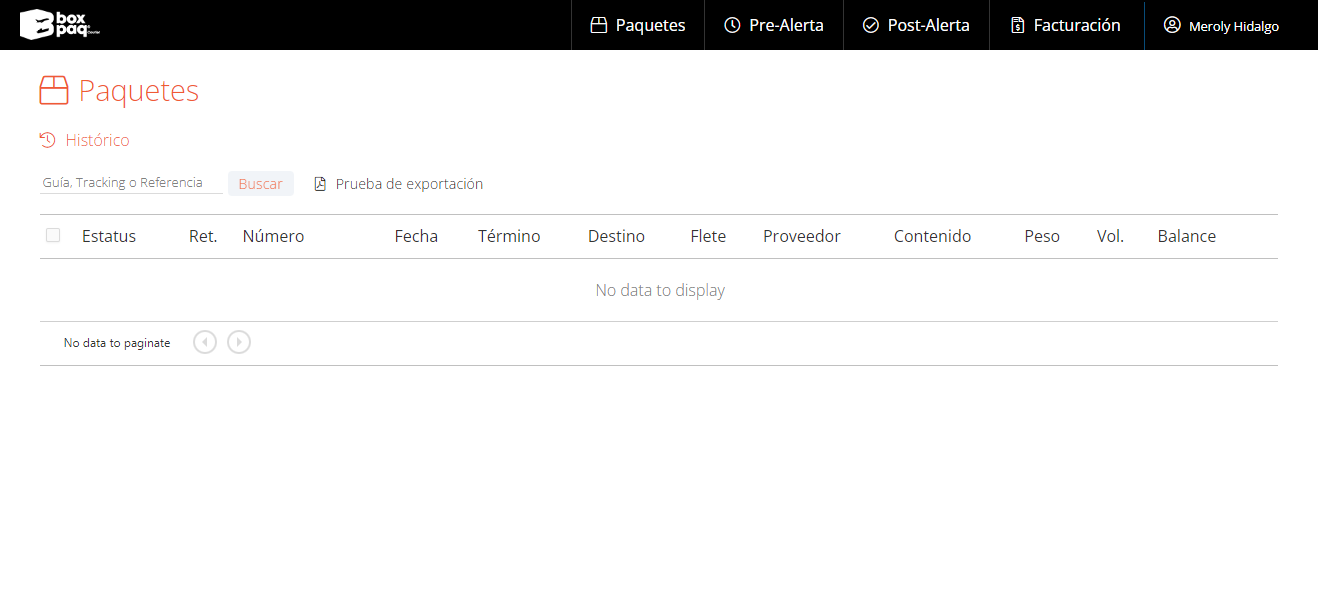 box paq Courier
Paquetes Pre-Alerta Post-Alerta Facturación Meroly Hidalgo
Paquetes
Histórico
Guía, Tracking o Referencia Buscar Prueba de exportación
Estatus Ret. Número Fecha Término Destino Flete Proveedor Contenido Peso Vol. Balance
No data to display
No data to paginate